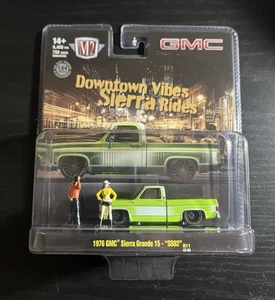 14+
M2
GMC
Downtown Vibes
Sierra Rides
1976 GMC Sierra Grande 15 - "SS02"